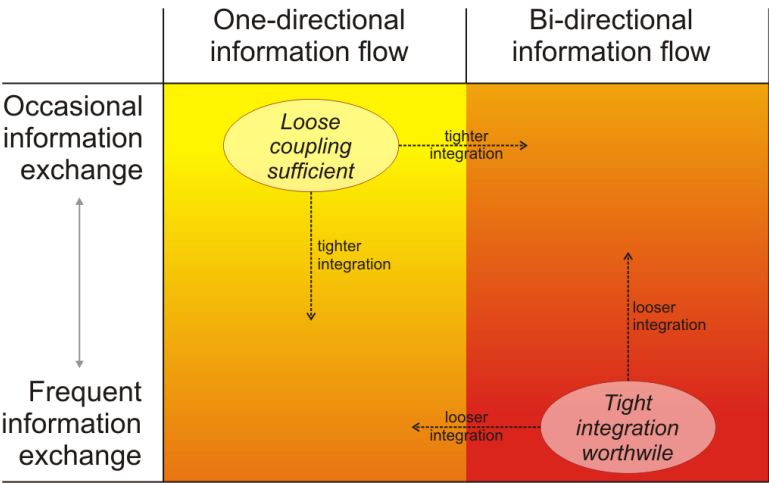 One-directional
information flow
Bi-directional
information flow
Occasional
information
exchange
Loose
coupling
sufficient
tighter
integration
tighter
integration
looser
integration
Frequent
information
exchange
looser
integration
Tight
integration
worthwile